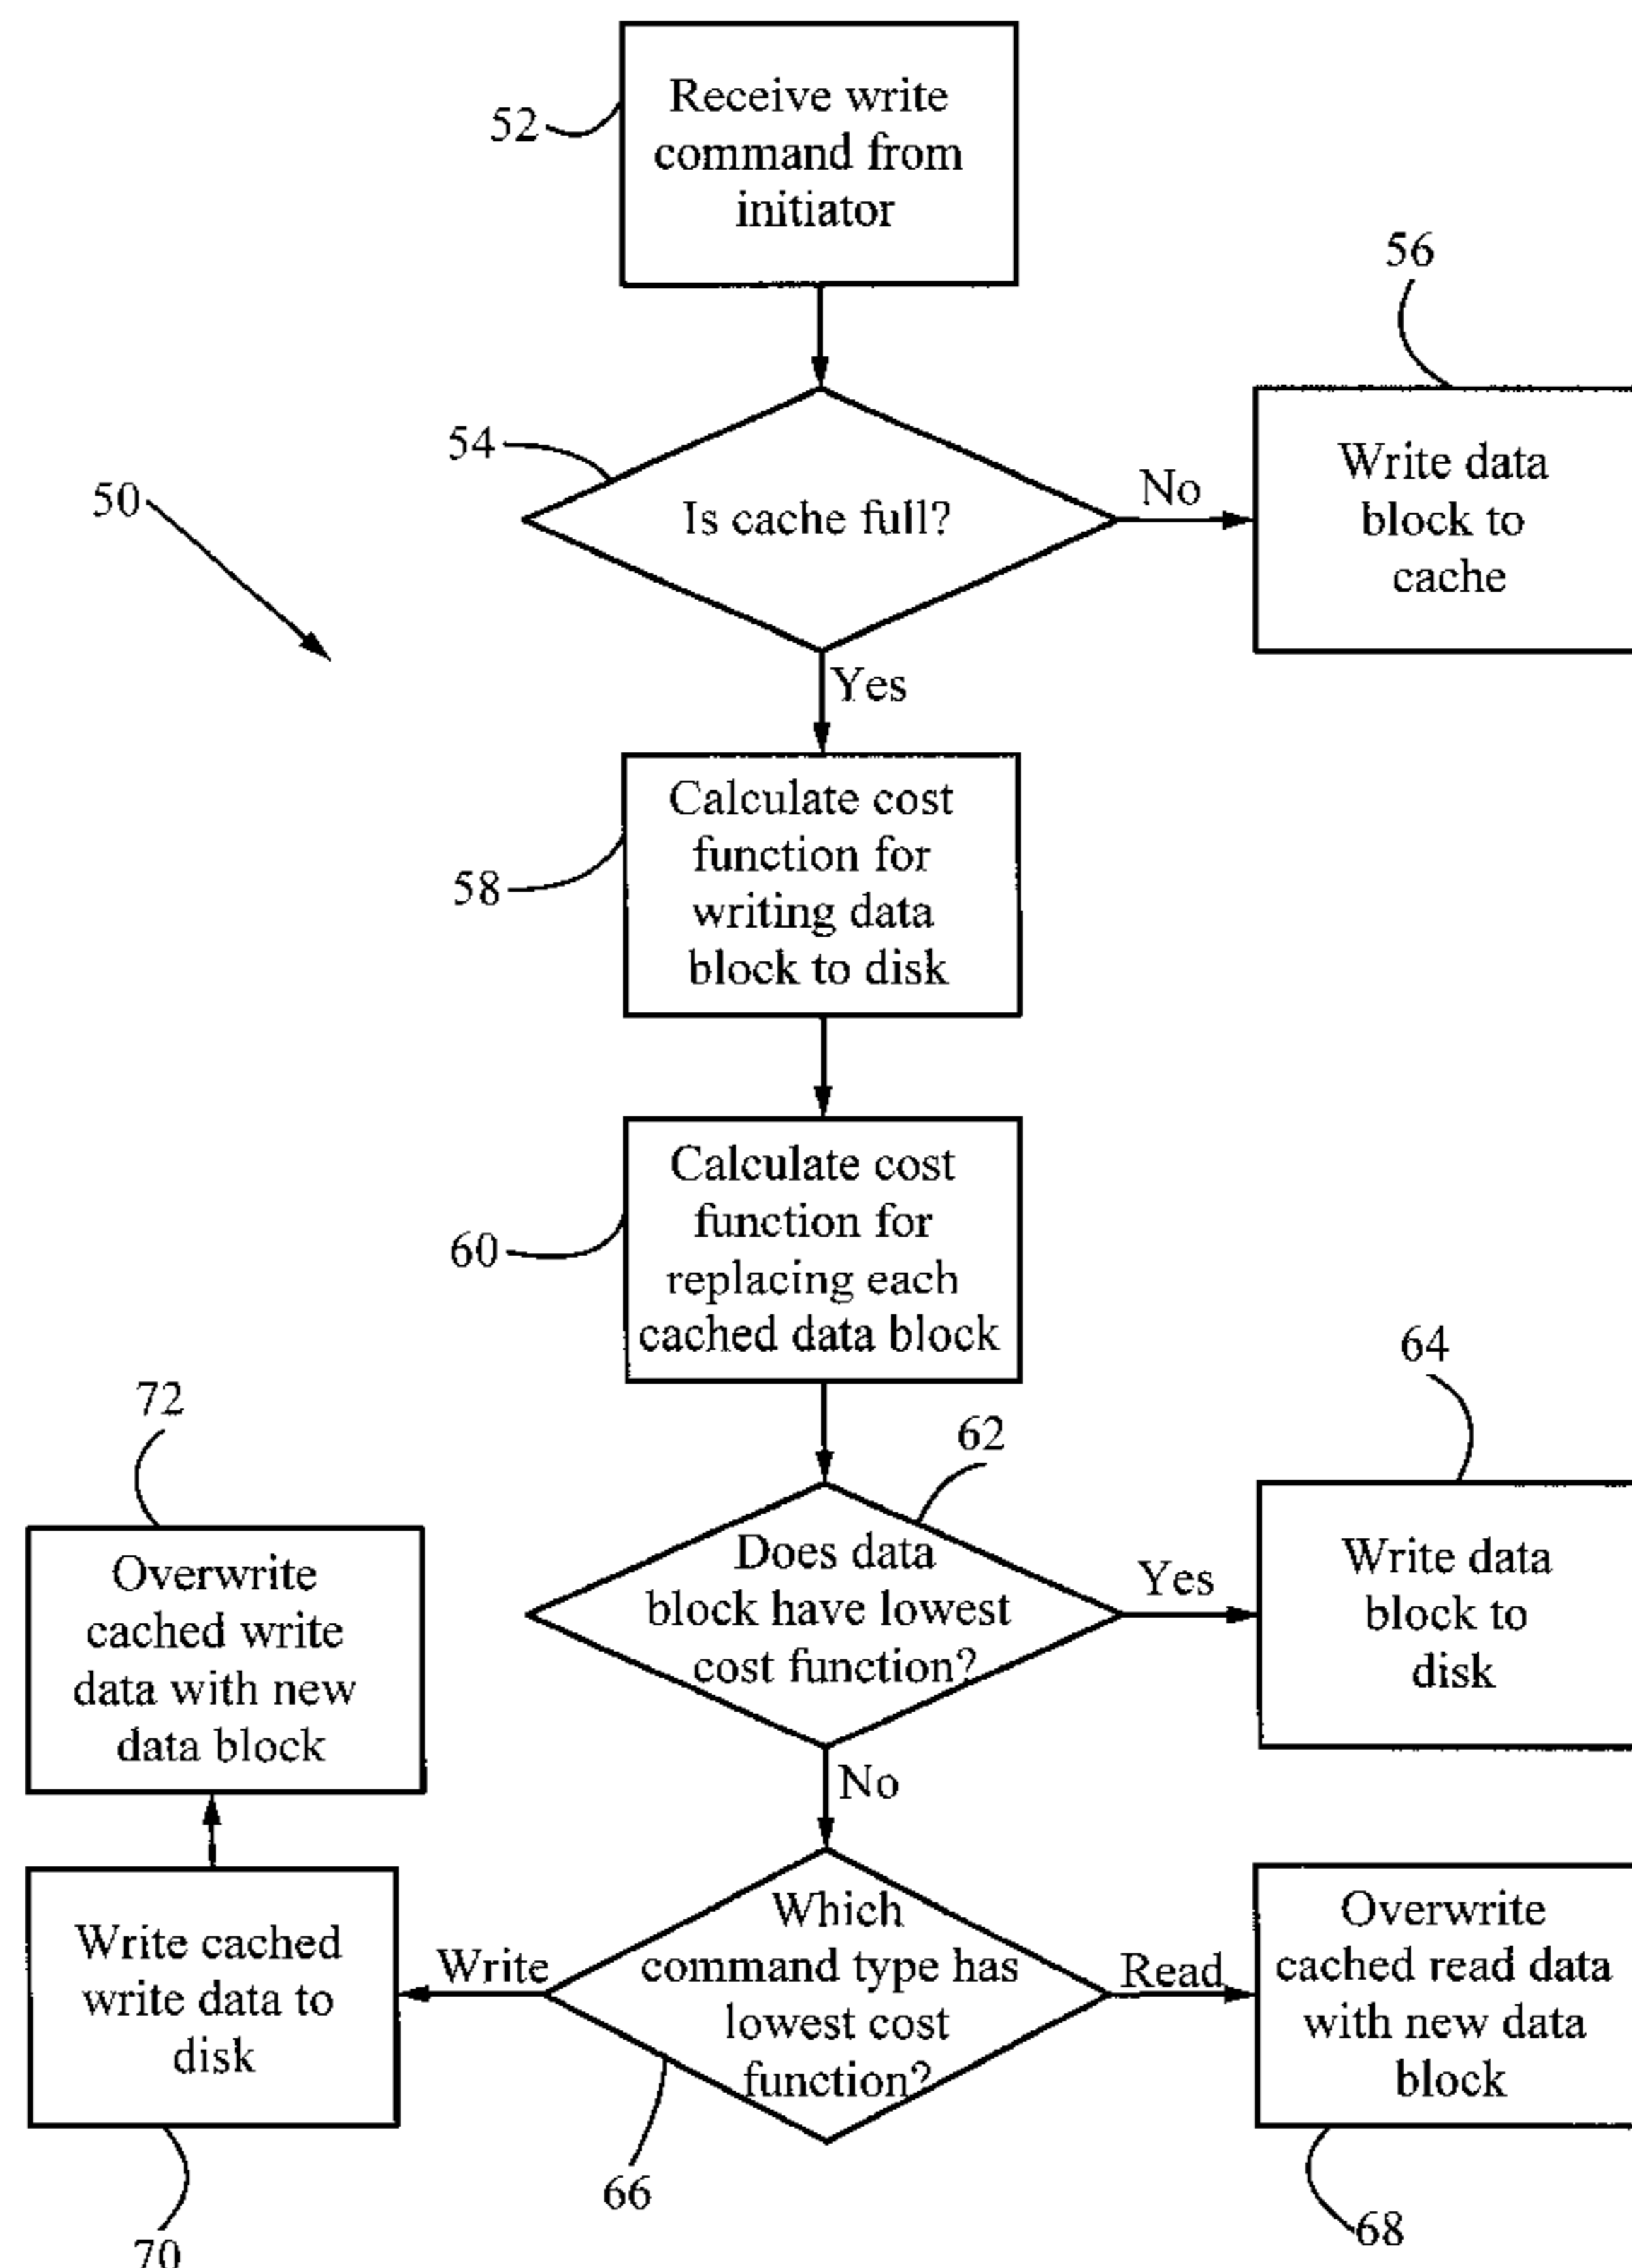 52
Receive write
command from
initiator
56
54
Is cache full?
No
Write data
block to
cache
50
Yes
58
Calculate cost
function for
writing data
block to disk
60
Calculate cost
function for
replacing each
cached data block
62
64
Does data
block have lowest
cost function?
Yes
Write data
block to
disk
72
Overwrite
cached write
data with new
data block
No
Which
command type has
lowest cost
function?
66
Write
Write cached
write data to
disk
70
Read
Overwrite
cached read data
with new data
block
68